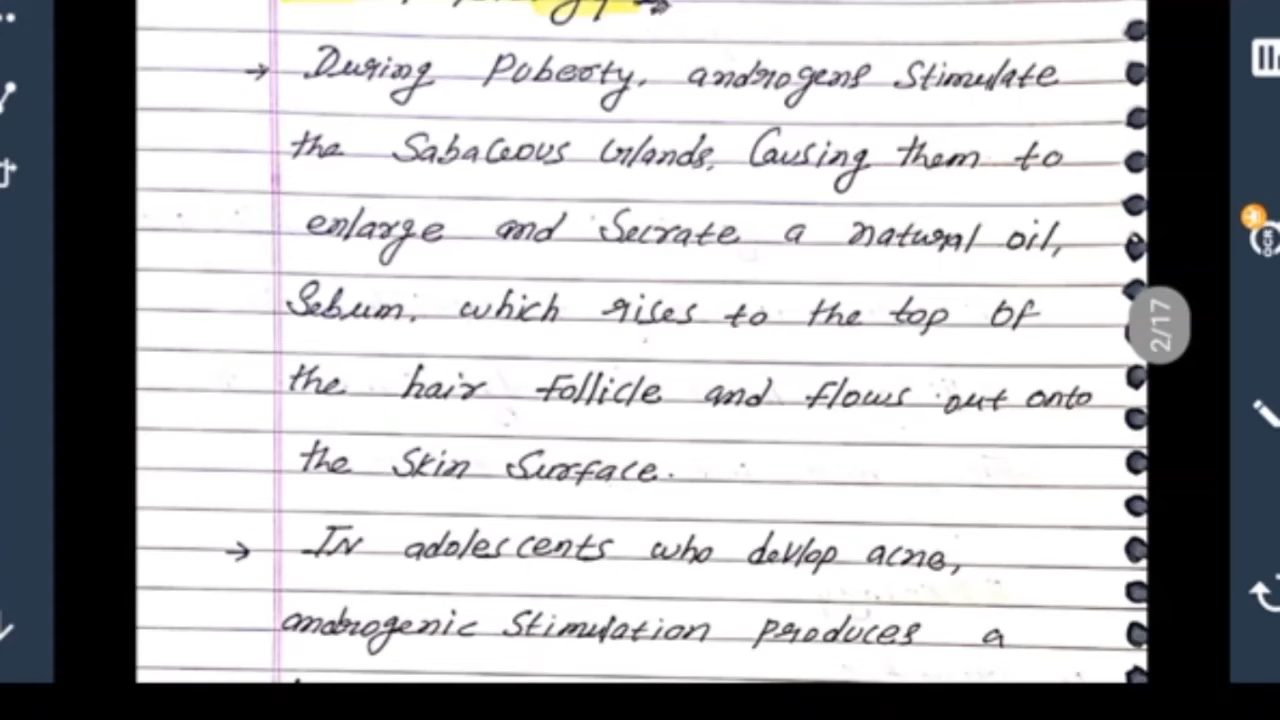 → During Puberty, androgens Stimulate
the Sabaceous Glands, Causing them to
enlarge and Secrate a natural oil,
Sebum, which rises to the top of
the hair follicle and flows out onto
the Skin Surface.
→ IN adolescents who devlop acne,
androgenic Stimulation produces a
2/17
OCR